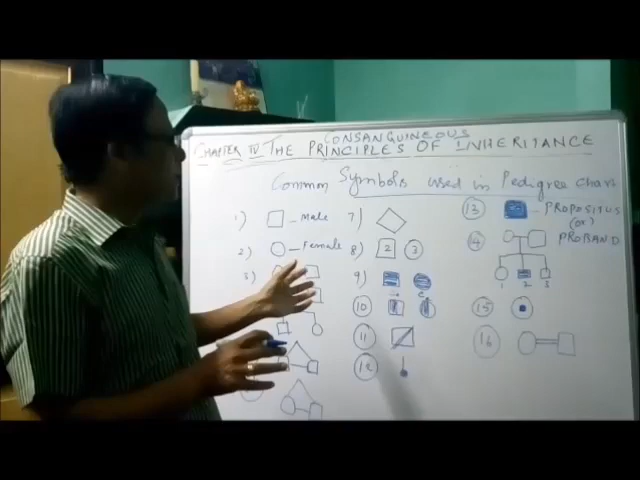 CONSANGUINEOUS
CHAPTER IV THE PRINCIPLES OF INHERITANCE
Common Symbols used in Pedigree Chart
1) - Male
2) - Female
3)
7)
8) 2 3
9)
10
11
12
13 - PROPOSITUS
(or)
PROBAND
14
1 2 3
15
16